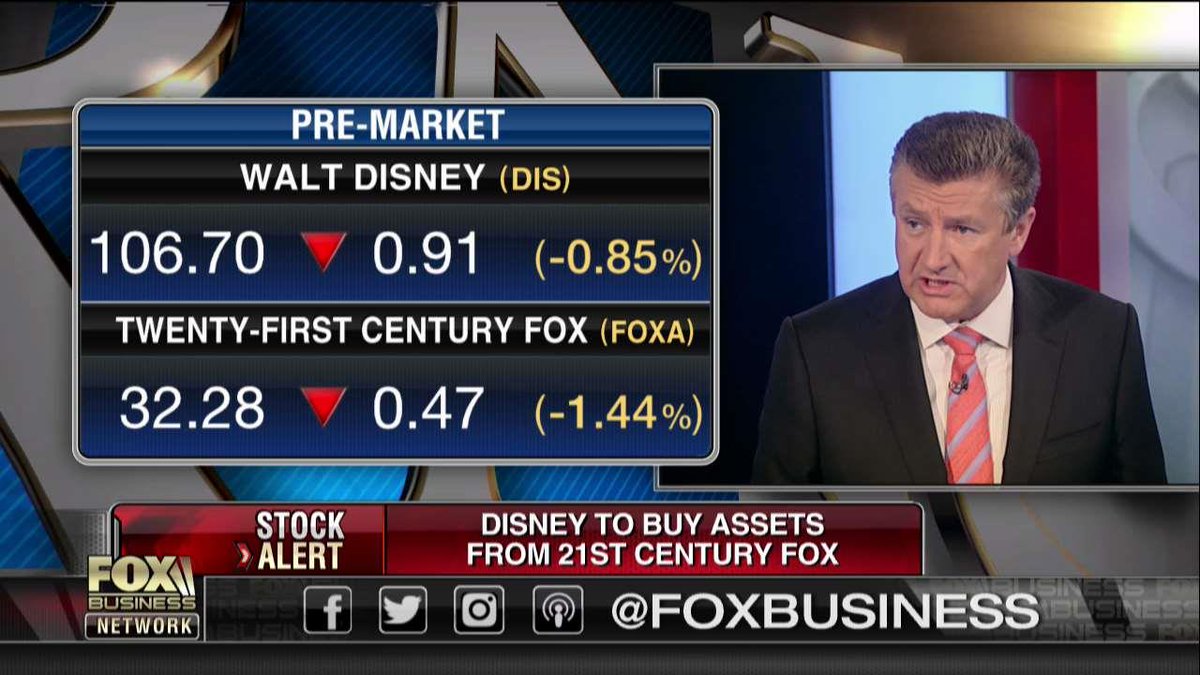 PRE-MARKET
WALT DISNEY (DIS)
106.70 ▼ 0.91 (-0.85%)
TWENTY-FIRST CENTURY FOX (FOXA)
32.28 ▼ 0.47 (-1.44%)
STOCK ALERT
DISNEY TO BUY ASSETS
FROM 21ST CENTURY FOX
FOX
BUSINESS
NETWORK
@FOXBUSINESS